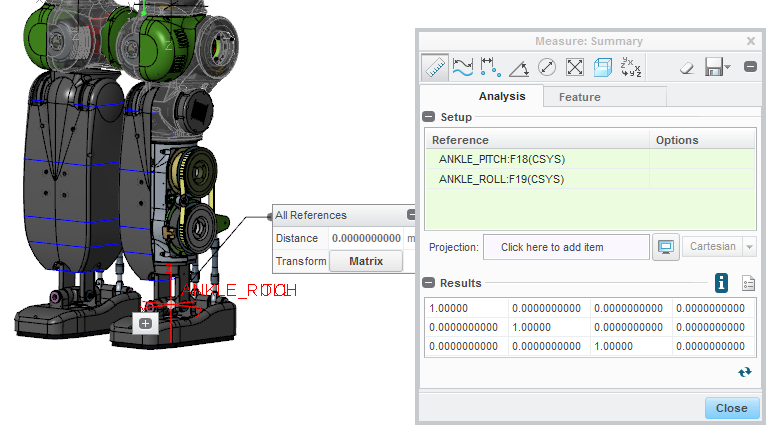 Measure: Summary
Analysis
Feature
Setup
Reference Options
ANKLE_PITCH:F18(CSYS)
ANKLE_ROLL:F19(CSYS)
Projection: Click here to add item Cartesian
Results
1.00000 0.0000000000 0.0000000000 0.0000000000
0.0000000000 1.00000 0.0000000000 0.0000000000
0.0000000000 0.0000000000 1.00000 0.0000000000
Close
All References
Distance 0.0000000000 m
Transform Matrix